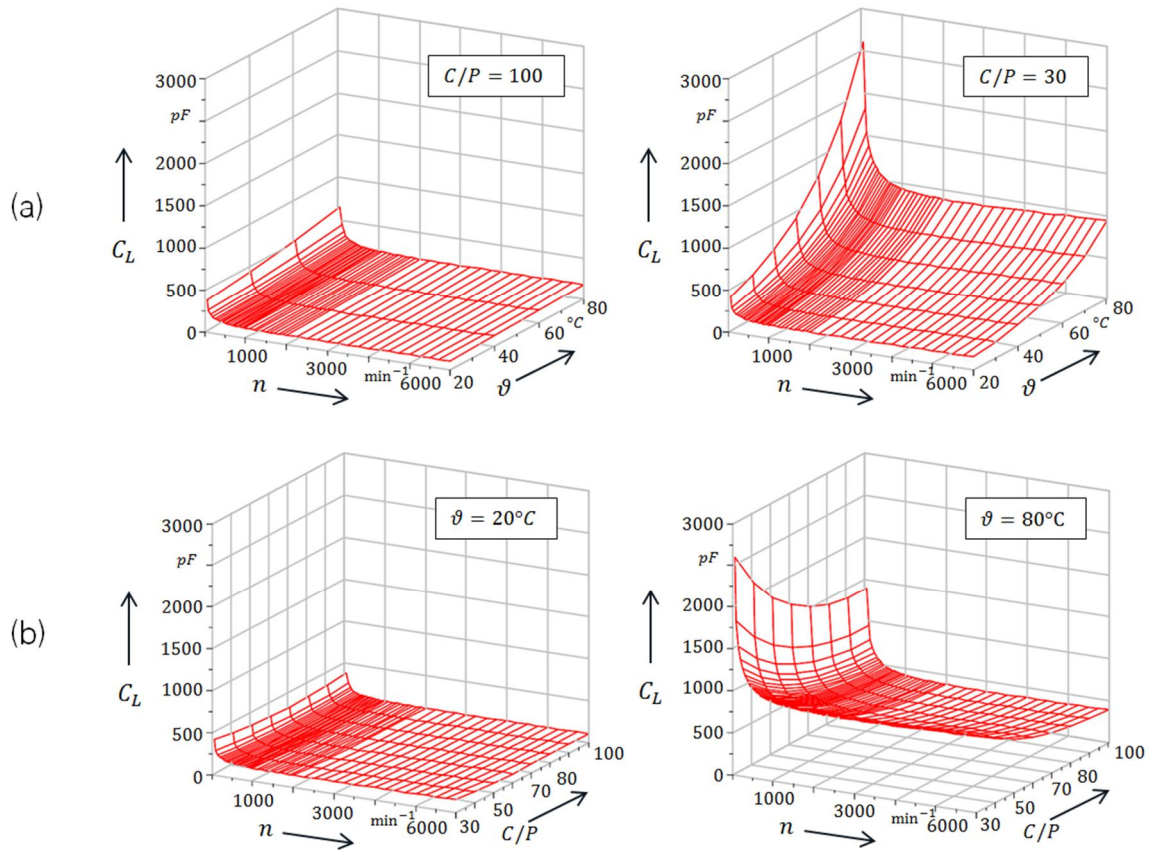 (a)
C/P = 100
3000
pF
2000
1500
1000
500
0
C_L
1000
3000
min⁻¹
6000
n
20
40
60
°C
80
ϑ
C/P = 30
3000
pF
2000
1500
1000
500
0
C_L
1000
3000
min⁻¹
6000
n
20
40
60
°C
80
ϑ
(b)
ϑ = 20°C
3000
pF
2000
1500
1000
500
0
C_L
1000
3000
min⁻¹
6000
n
30
50
70
80
100
C/P
ϑ = 80°C
3000
pF
2000
1500
1000
500
0
C_L
1000
3000
min⁻¹
6000
n
30
50
70
80
100
C/P